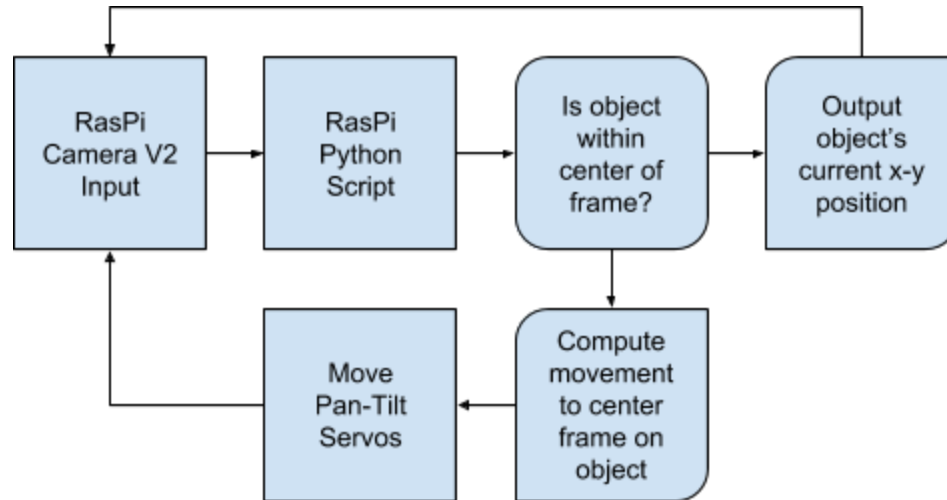 RasPi
Camera V2
Input
RasPi
Python
Script
Is object
within
center of
frame?
Output
object's
current x-y
position
Move
Pan-Tilt
Servos
Compute
movement
to center
frame on
object